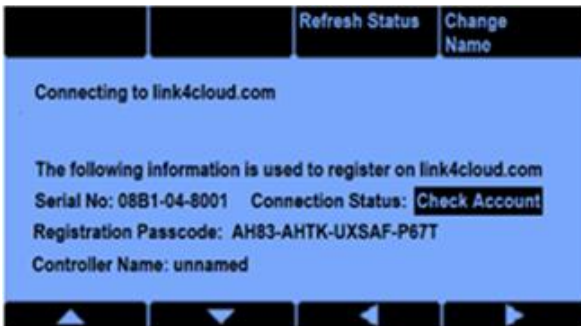 Refresh Status
Change
Name
Connecting to link4cloud.com
The following information is used to register on link4cloud.com
Serial No: 08B1-04-8001 Connection Status: Check Account
Registration Passcode: AH83-AHTK-UXSAF-P67T
Controller Name: unnamed